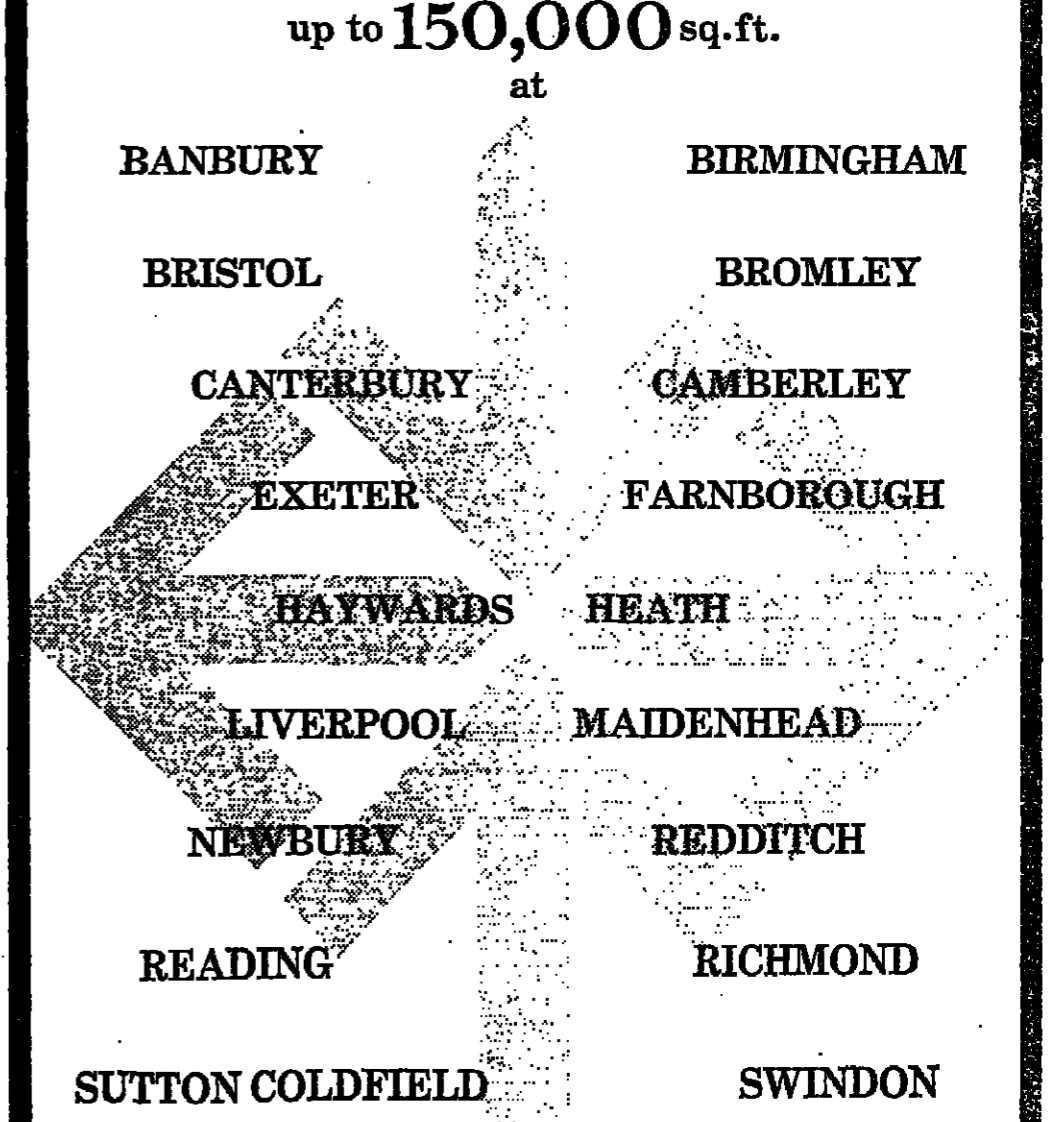 up to 150,000 sq.ft.
at
BANBURY BIRMINGHAM
BRISTOL BROMLEY
CANTERBURY CAMBERLEY
EXETER FARNBOROUGH
HAYWARDS HEATH
LIVERPOOL MAIDENHEAD
NEWBURY REDDITCH
READING RICHMOND
SUTTON COLDFIELD SWINDON